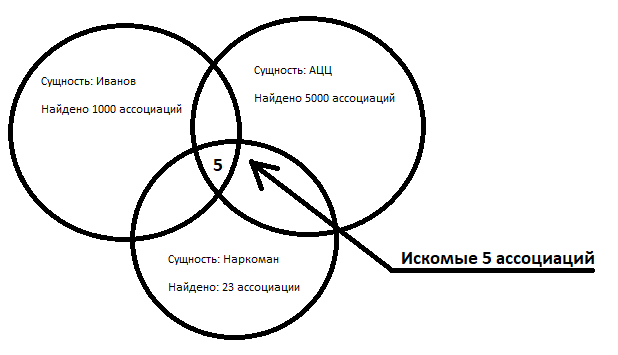 Сущность: Иванов
Найдено 1000 ассоциаций
Сущность: АЦЦ
Найдено 5000 ассоциаций
5
Искомые 5 ассоциаций
Сущность: Наркоман
Найдено: 23 ассоциации